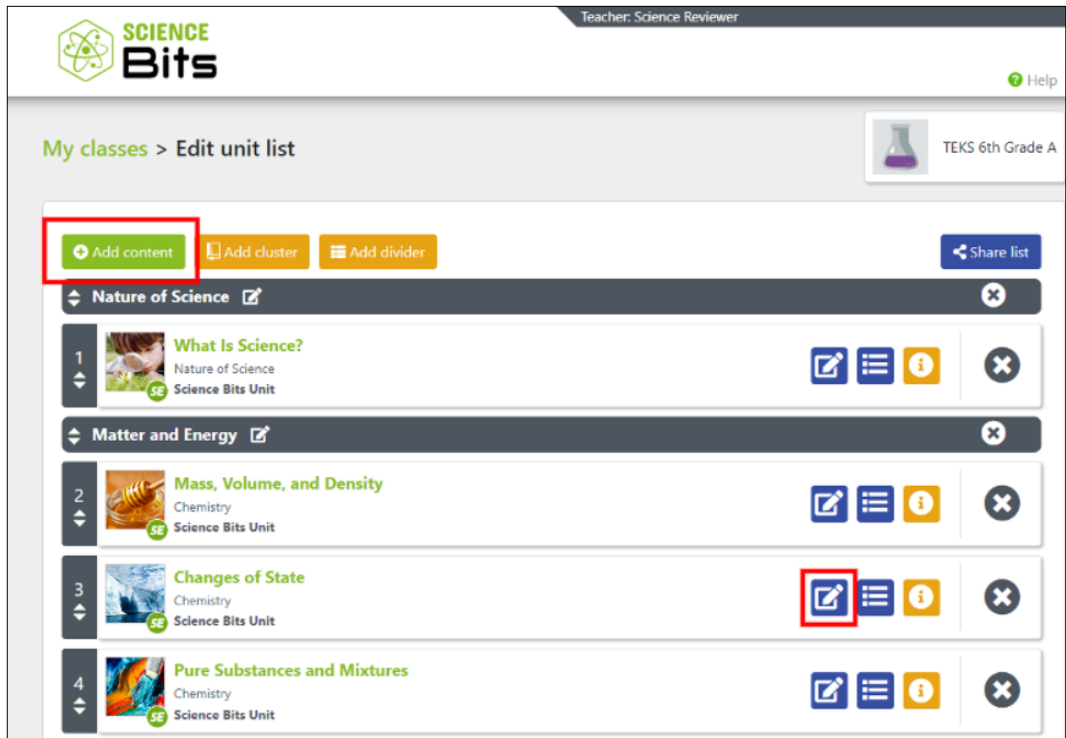 Teacher: Science Reviewer
SCIENCE
Bits
Help
My classes > Edit unit list
TEKS 6th Grade A
Add content
Add cluster
Add divider
Share list
Nature of Science
1
What Is Science?
Nature of Science
SE
Science Bits Unit
Matter and Energy
2
Mass, Volume, and Density
Chemistry
SE
Science Bits Unit
3
Changes of State
Chemistry
SE
Science Bits Unit
4
Pure Substances and Mixtures
Chemistry
SE
Science Bits Unit